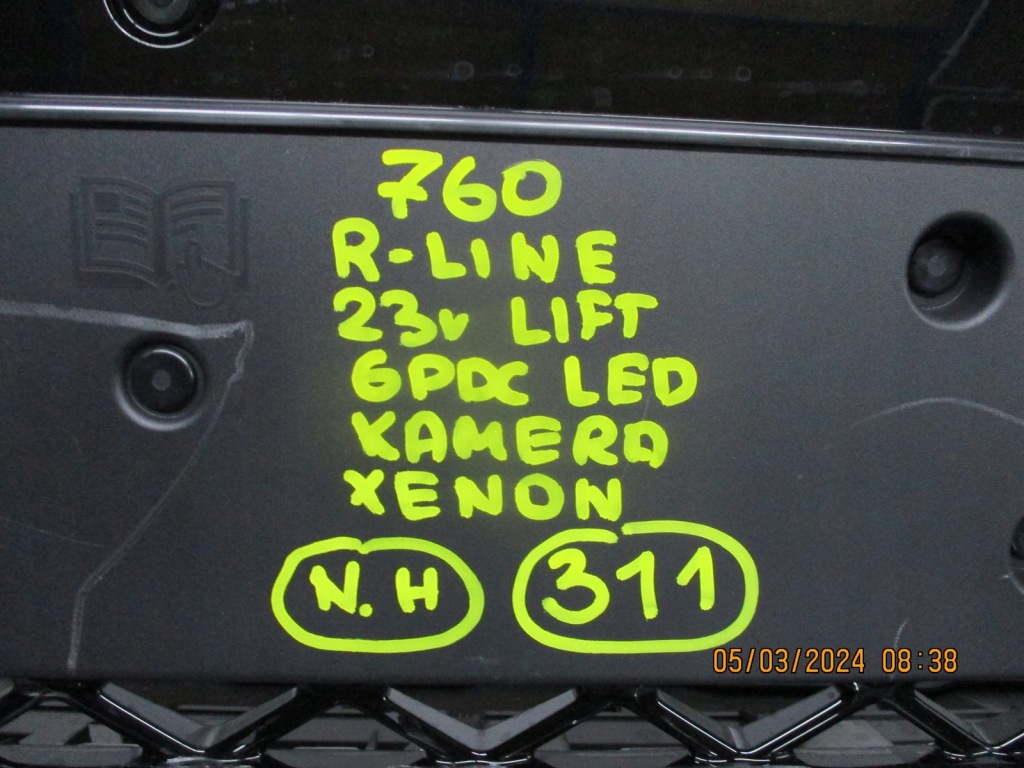 760
R-LINE
23r LIFT
6PDC LED
KAMERA
XENON
N.H 311
05/03/2024 08:38